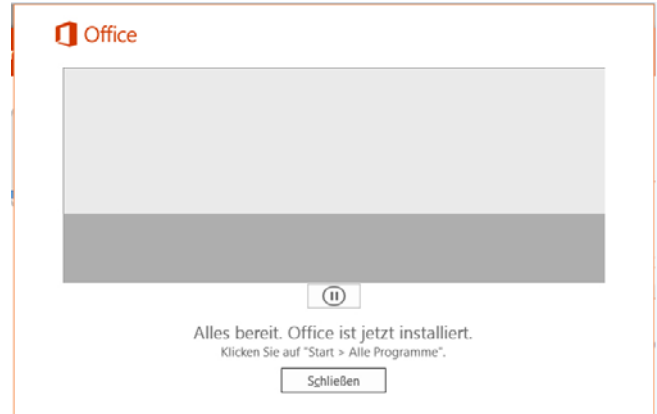 Office
Alles bereit. Office ist jetzt installiert.
Klicken Sie auf "Start > Alle Programme".
Schließen